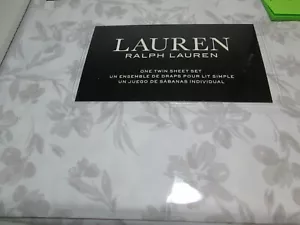 LAUREN
RALPH LAUREN
ONE TWIN SHEET SET
UN ENSEMBLE DE DRAPS POUR LIT SIMPLE
UN JUEGO DE SABANAS INDIVIDUAL